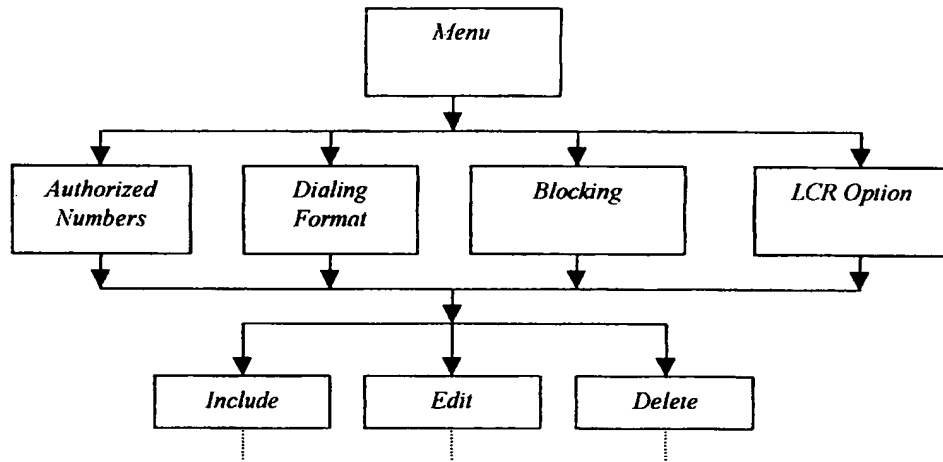 Menu
Authorized
Numbers
Dialing
Format
Blocking
LCR Option
Include
Edit
Delete